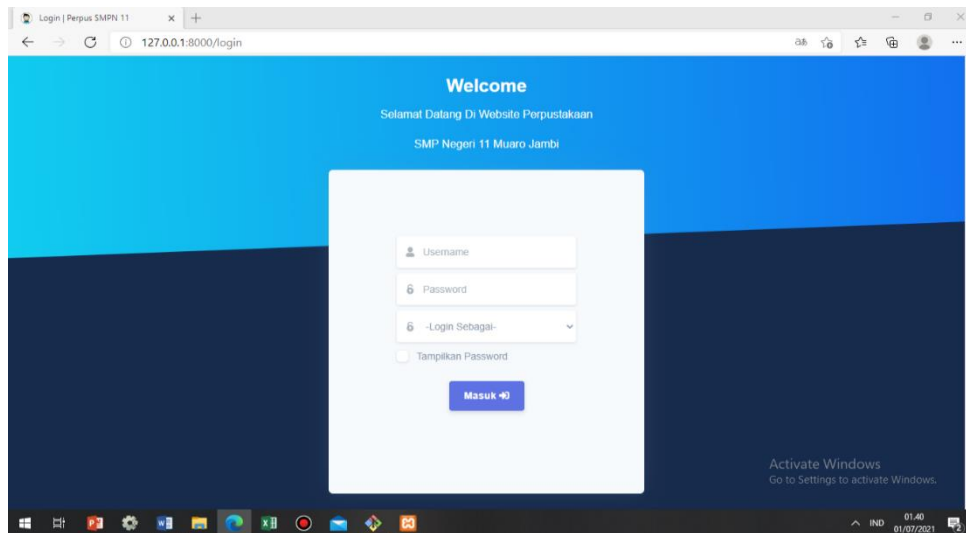 Login | Perpus SMPN 11
127.0.0.1:8000/login
Welcome
Selamat Datang Di Website Perpustakaan
SMP Negeri 11 Muaro Jambi
Username
Password
-Login Sebagai-
Tampilkan Password
Masuk
Activate Windows
Go to Settings to activate Windows.
IND
01.40
01/07/2021